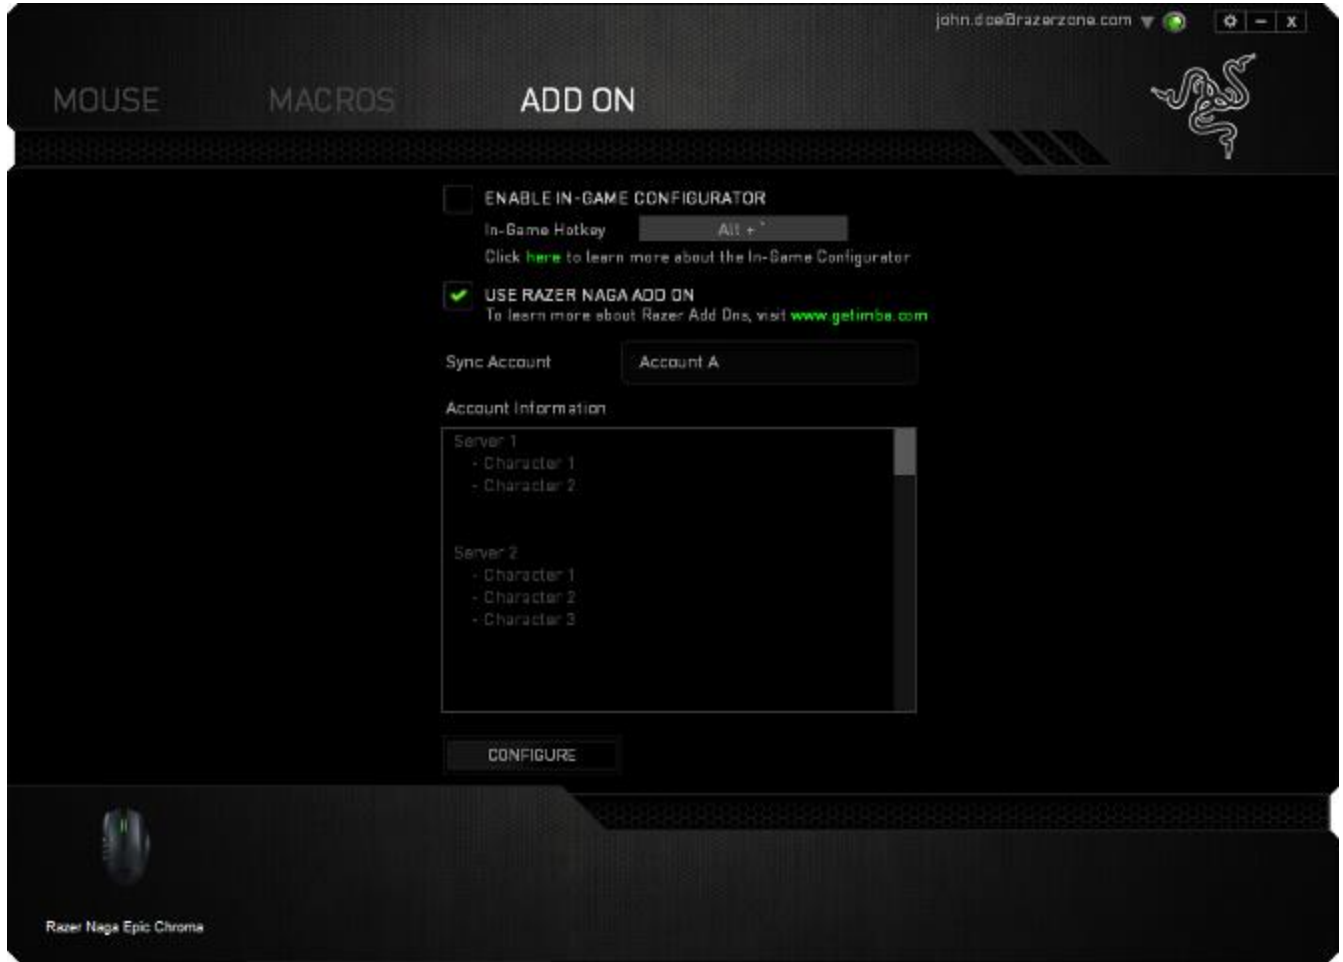 john.doe@razerzone.com
- x
MOUSE MACROS ADD ON
ENABLE IN-GAME CONFIGURATOR
In-Game Hotkey Alt + `
Click here to learn more about the In-Game Configurator
USE RAZER NAGA ADD ON
To learn more about Razer Add Ons, visit www.getimba.com
Sync Account Account A
Account Information
Server 1
- Character 1
- Character 2
Server 2
- Character 1
- Character 2
- Character 3
CONFIGURE
Razer Naga Epic Chroma